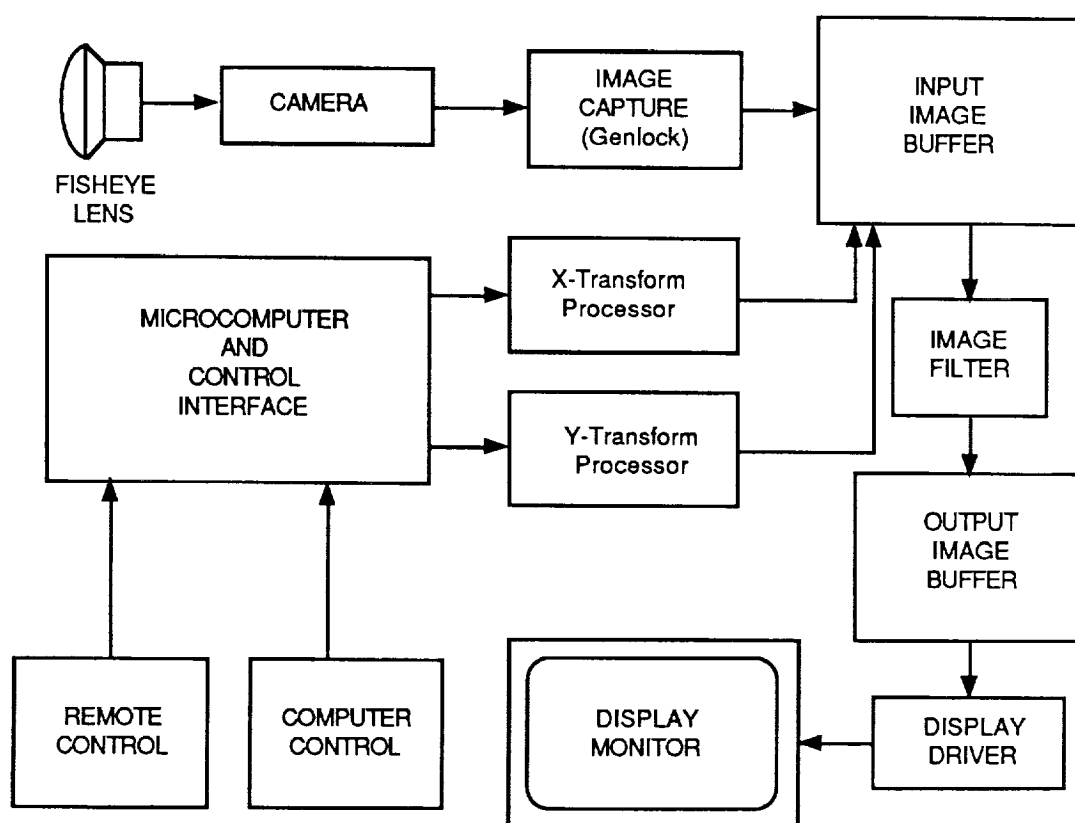 CAMERA
IMAGE
CAPTURE
(Genlock)
INPUT
IMAGE
BUFFER
FISHEYE
LENS
MICROCOMPUTER
AND
CONTROL
INTERFACE
X-Transform
Processor
IMAGE
FILTER
Y-Transform
Processor
OUTPUT
IMAGE
BUFFER
REMOTE
CONTROL
COMPUTER
CONTROL
DISPLAY
MONITOR
DISPLAY
DRIVER